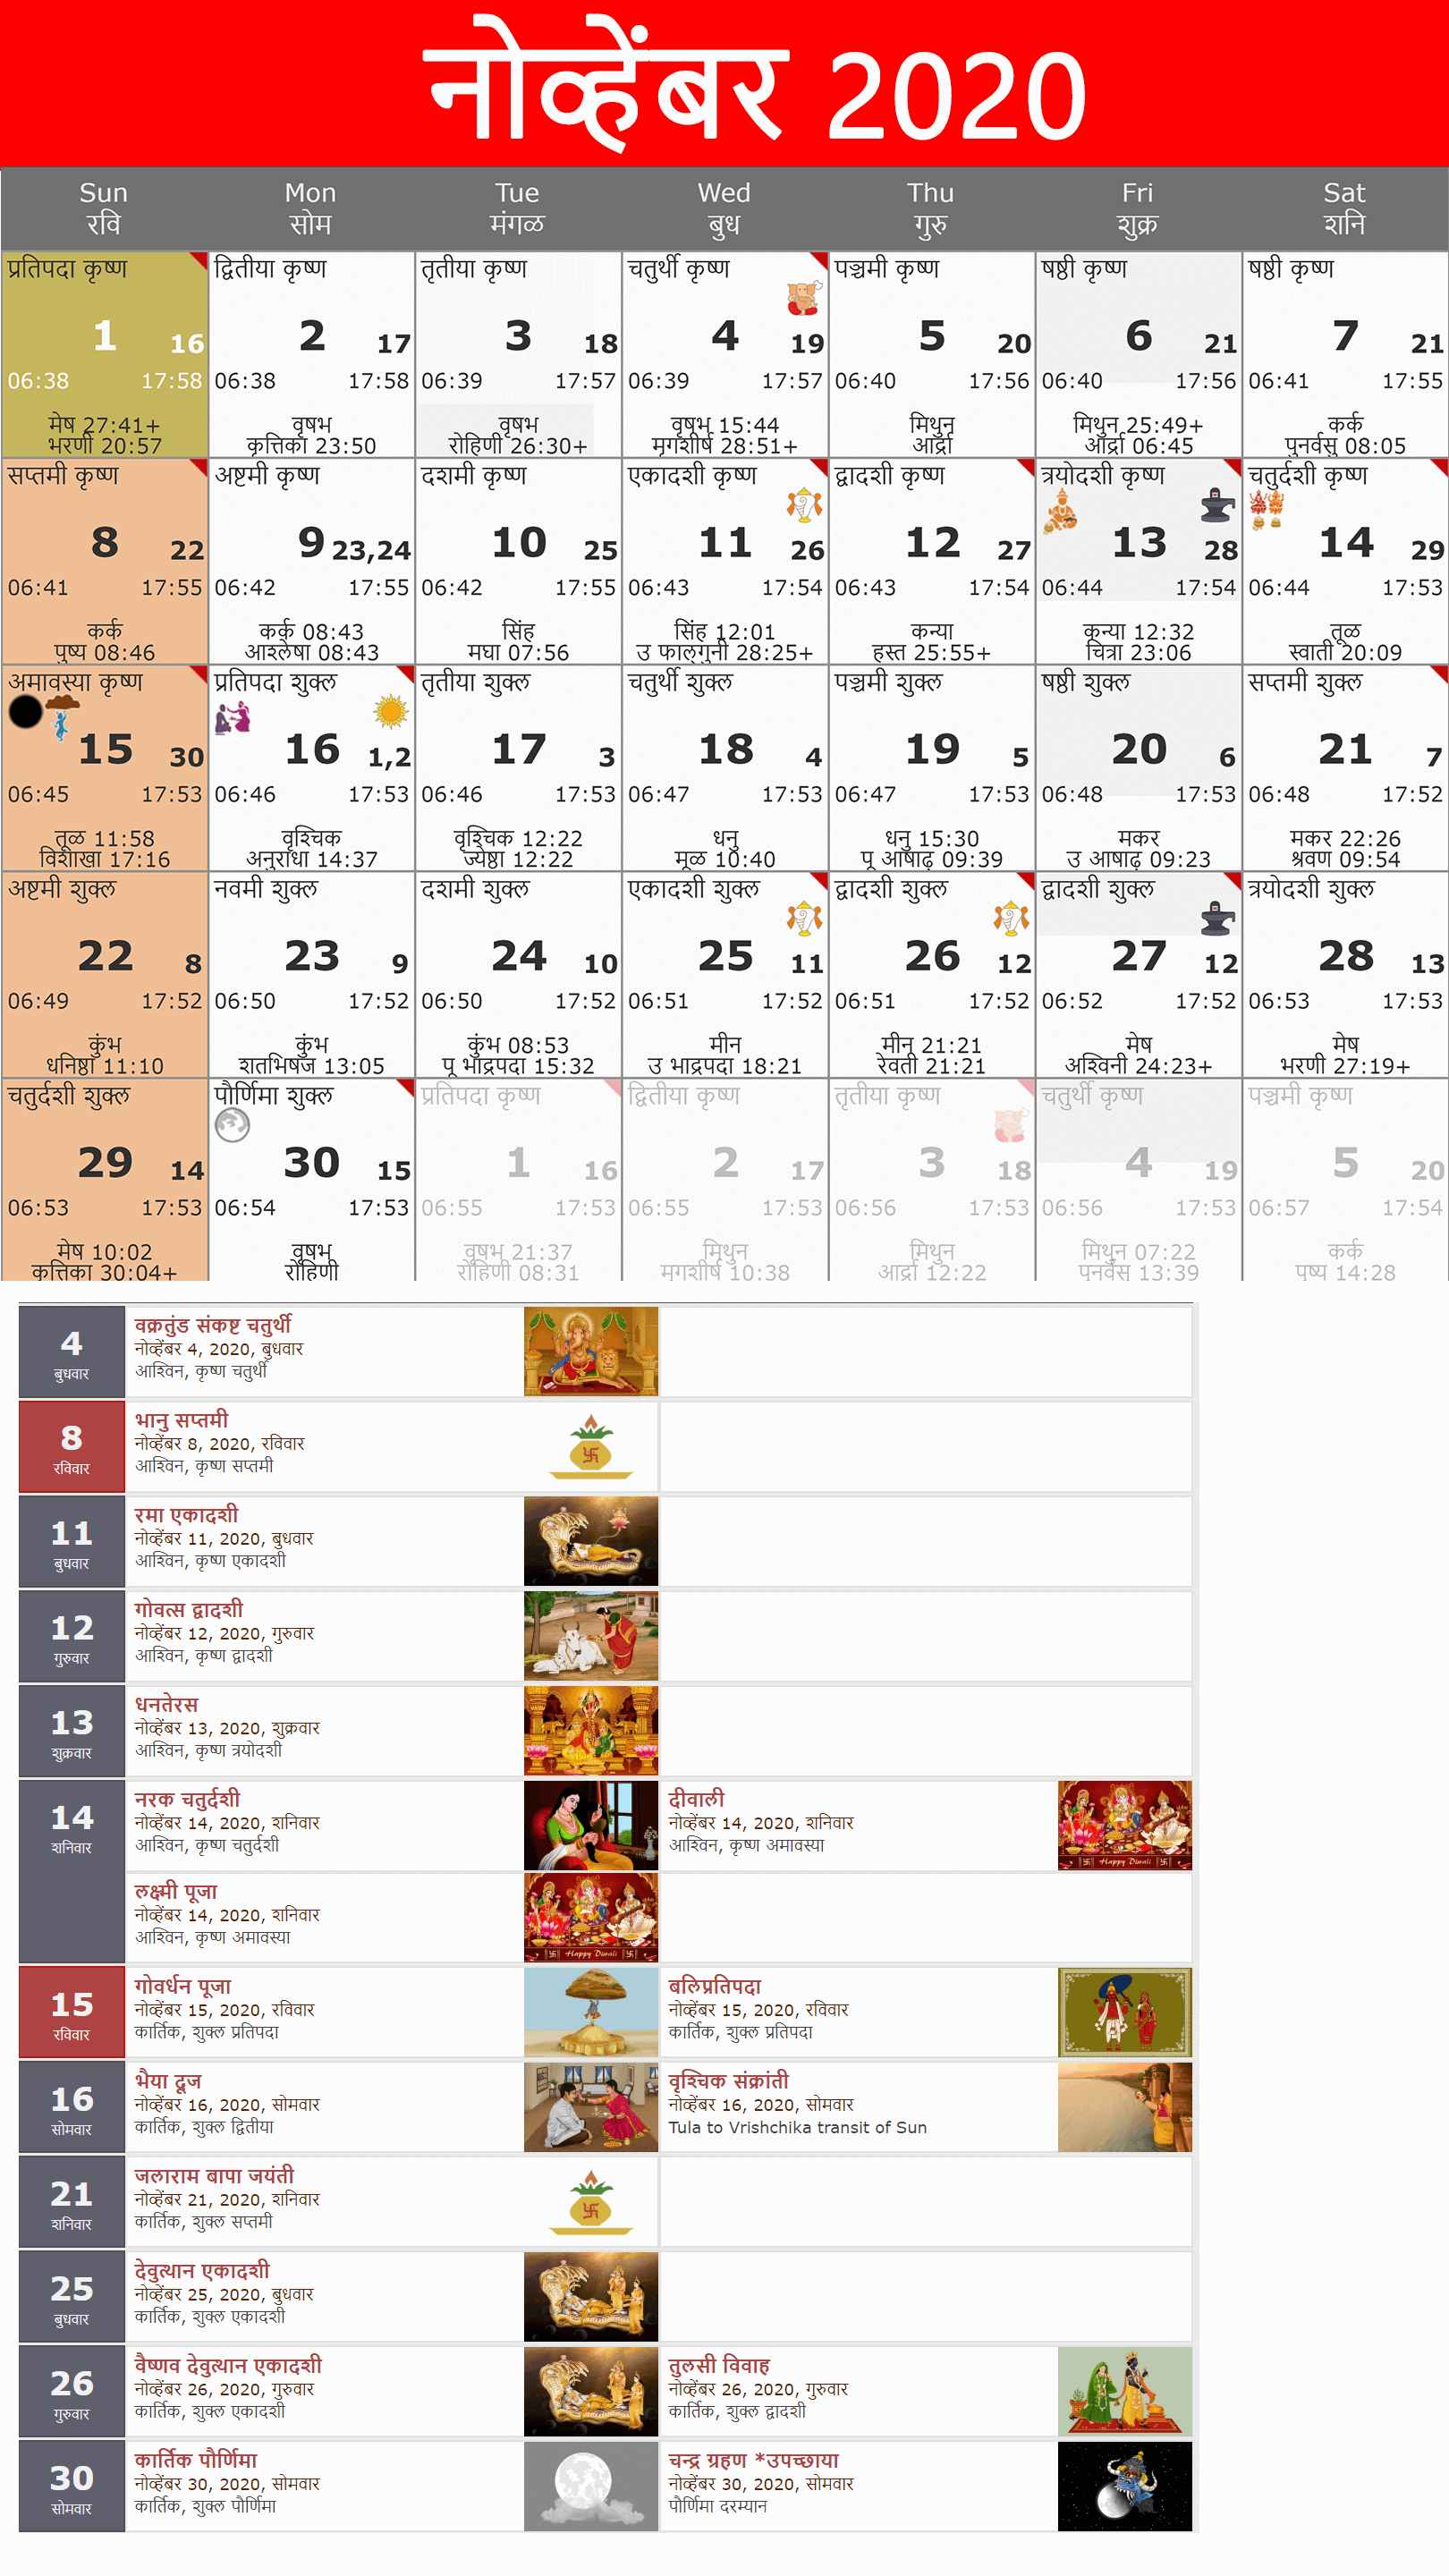 नोव्हेंबर 2020
Sun Mon Tue Wed Thu Fri Sat
रवि सोम मंगळ बुध गुरु शुक्र शनि
प्रतिपदा कृष्ण द्वितीया कृष्ण तृतीया कृष्ण चतुर्थी कृष्ण पञ्चमी कृष्ण षष्ठी कृष्ण षष्ठी कृष्ण
1 16 2 17 3 18 4 19 5 20 6 21 7 21
06:38 17:58 06:38 17:58 06:39 17:57 06:39 17:57 06:40 17:56 06:40 17:56 06:41 17:55
मेष 27:41+ वृषभ वृषभ वृषभ 15:44 मिथुन मिथुन 25:49+ कर्क
भरणी 20:57 कृत्तिका 23:50 रोहिणी 26:30+ मृगशीर्ष 28:51+ आर्द्रा आर्द्रा 06:45 पुनर्वसु 08:05
सप्तमी कृष्ण अष्टमी कृष्ण दशमी कृष्ण एकादशी कृष्ण द्वादशी कृष्ण त्रयोदशी कृष्ण चतुर्दशी कृष्ण
8 22 9 23,24 10 25 11 26 12 27 13 28 14 29
06:41 17:55 06:42 17:55 06:42 17:55 06:43 17:54 06:43 17:54 06:44 17:54 06:44 17:53
कर्क कर्क 08:43 सिंह सिंह 12:01 कन्या कन्या 12:32 तूळ
पुष्य 08:46 आश्लेषा 08:43 मघा 07:56 उ फाल्गुनी 28:25+ हस्त 25:55+ चित्रा 23:06 स्वाती 20:09
अमावस्या कृष्ण प्रतिपदा शुक्ल तृतीया शुक्ल चतुर्थी शुक्ल पञ्चमी शुक्ल षष्ठी शुक्ल सप्तमी शुक्ल
15 30 16 1,2 17 3 18 4 19 5 20 6 21 7
06:45 17:53 06:46 17:53 06:46 17:53 06:47 17:53 06:47 17:53 06:48 17:53 06:48 17:52
तूळ 11:58 वृश्चिक वृश्चिक 12:22 धनु धनु 15:30 मकर मकर 22:26
विशाखा 17:16 अनुराधा 14:37 ज्येष्ठा 12:22 मूळ 10:40 पू आषाढ़ 09:39 उ आषाढ़ 09:23 श्रवण 09:54
अष्टमी शुक्ल नवमी शुक्ल दशमी शुक्ल एकादशी शुक्ल द्वादशी शुक्ल द्वादशी शुक्ल त्रयोदशी शुक्ल
22 8 23 9 24 10 25 11 26 12 27 12 28 13
06:49 17:52 06:50 17:52 06:50 17:52 06:51 17:52 06:51 17:52 06:52 17:52 06:53 17:53
कुंभ कुंभ कुंभ 08:53 मीन मीन 21:21 मेष मेष
धनिष्ठा 11:10 शतभिषज 13:05 पू भाद्रपदा 15:32 उ भाद्रपदा 18:21 रेवती 21:21 अश्विनी 24:23+ भरणी 27:19+
चतुर्दशी शुक्ल पौर्णिमा शुक्ल प्रतिपदा कृष्ण द्वितीया कृष्ण तृतीया कृष्ण चतुर्थी कृष्ण पञ्चमी कृष्ण
29 14 30 15 1 16 2 17 3 18 4 19 5 20
06:53 17:53 06:54 17:53 06:55 17:53 06:55 17:53 06:56 17:53 06:56 17:53 06:57 17:54
मेष 10:02 वृषभ वृषभ 21:37 मिथुन मिथुन मिथुन 07:22 कर्क
कृत्तिका 30:04+ रोहिणी रोहिणी 08:31 मृगशीर्ष 10:38 आर्द्रा 12:22 पुनर्वसु 13:39 पुष्य 14:28
4
बुधवार
वक्रतुंड संकष्ट चतुर्थी
नोव्हेंबर 4, 2020, बुधवार
आश्विन, कृष्ण चतुर्थी
8
रविवार
भानु सप्तमी
नोव्हेंबर 8, 2020, रविवार
आश्विन, कृष्ण सप्तमी
11
बुधवार
रमा एकादशी
नोव्हेंबर 11, 2020, बुधवार
आश्विन, कृष्ण एकादशी
12
गुरुवार
गोवत्स द्वादशी
नोव्हेंबर 12, 2020, गुरुवार
आश्विन, कृष्ण द्वादशी
13
शुक्रवार
धनतेरस
नोव्हेंबर 13, 2020, शुक्रवार
आश्विन, कृष्ण त्रयोदशी
14
शनिवार
नरक चतुर्दशी
नोव्हेंबर 14, 2020, शनिवार
आश्विन, कृष्ण चतुर्दशी
दीवाली
नोव्हेंबर 14, 2020, शनिवार
आश्विन, कृष्ण अमावस्या
Happy Diwali
लक्ष्मी पूजा
नोव्हेंबर 14, 2020, शनिवार
आश्विन, कृष्ण अमावस्या
Happy Diwali
15
रविवार
गोवर्धन पूजा
नोव्हेंबर 15, 2020, रविवार
कार्तिक, शुक्ल प्रतिपदा
बलिप्रतिपदा
नोव्हेंबर 15, 2020, रविवार
कार्तिक, शुक्ल प्रतिपदा
16
सोमवार
भैया दूज
नोव्हेंबर 16, 2020, सोमवार
कार्तिक, शुक्ल द्वितीया
वृश्चिक संक्रांती
नोव्हेंबर 16, 2020, सोमवार
Tula to Vrishchika transit of Sun
21
शनिवार
जलाराम बापा जयंती
नोव्हेंबर 21, 2020, शनिवार
कार्तिक, शुक्ल सप्तमी
25
बुधवार
देवुत्थान एकादशी
नोव्हेंबर 25, 2020, बुधवार
कार्तिक, शुक्ल एकादशी
26
गुरुवार
वैष्णव देवुत्थान एकादशी
नोव्हेंबर 26, 2020, गुरुवार
कार्तिक, शुक्ल एकादशी
तुलसी विवाह
नोव्हेंबर 26, 2020, गुरुवार
कार्तिक, शुक्ल द्वादशी
30
सोमवार
कार्तिक पौर्णिमा
नोव्हेंबर 30, 2020, सोमवार
कार्तिक, शुक्ल पौर्णिमा
चन्द्र ग्रहण *उपच्छाया
नोव्हेंबर 30, 2020, सोमवार
पौर्णिमा दरम्यान